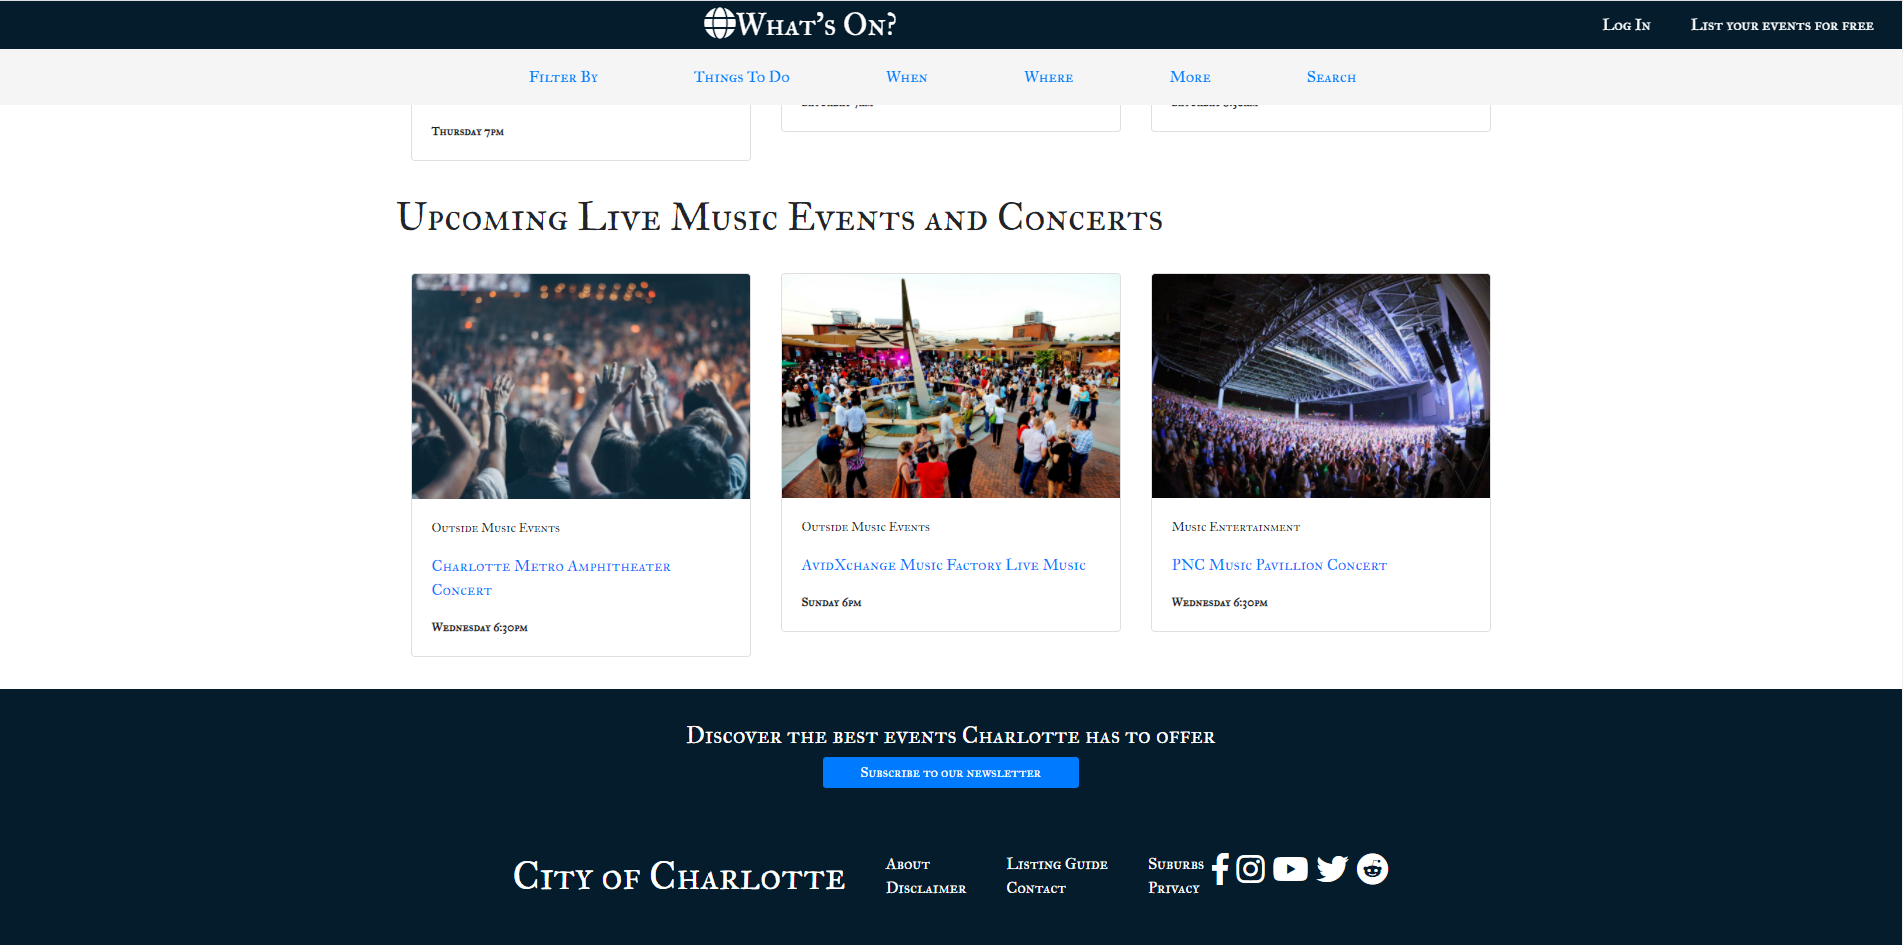 What's On?
Log In
List your events for free
Filter By
Things To Do
When
Where
More
Search
Thursday 7pm
Upcoming Live Music Events and Concerts
Outside Music Events
Charlotte Metro Amphitheater
Concert
Wednesday 6:30pm
Outside Music Events
AvidXchange Music Factory Live Music
Sunday 6pm
Music Entertainment
PNC Music Pavillion Concert
Wednesday 6:30pm
Discover the best events Charlotte has to offer
Subscribe to our newsletter
City of Charlotte
About
Disclaimer
Listing Guide
Contact
Suburbs
Privacy